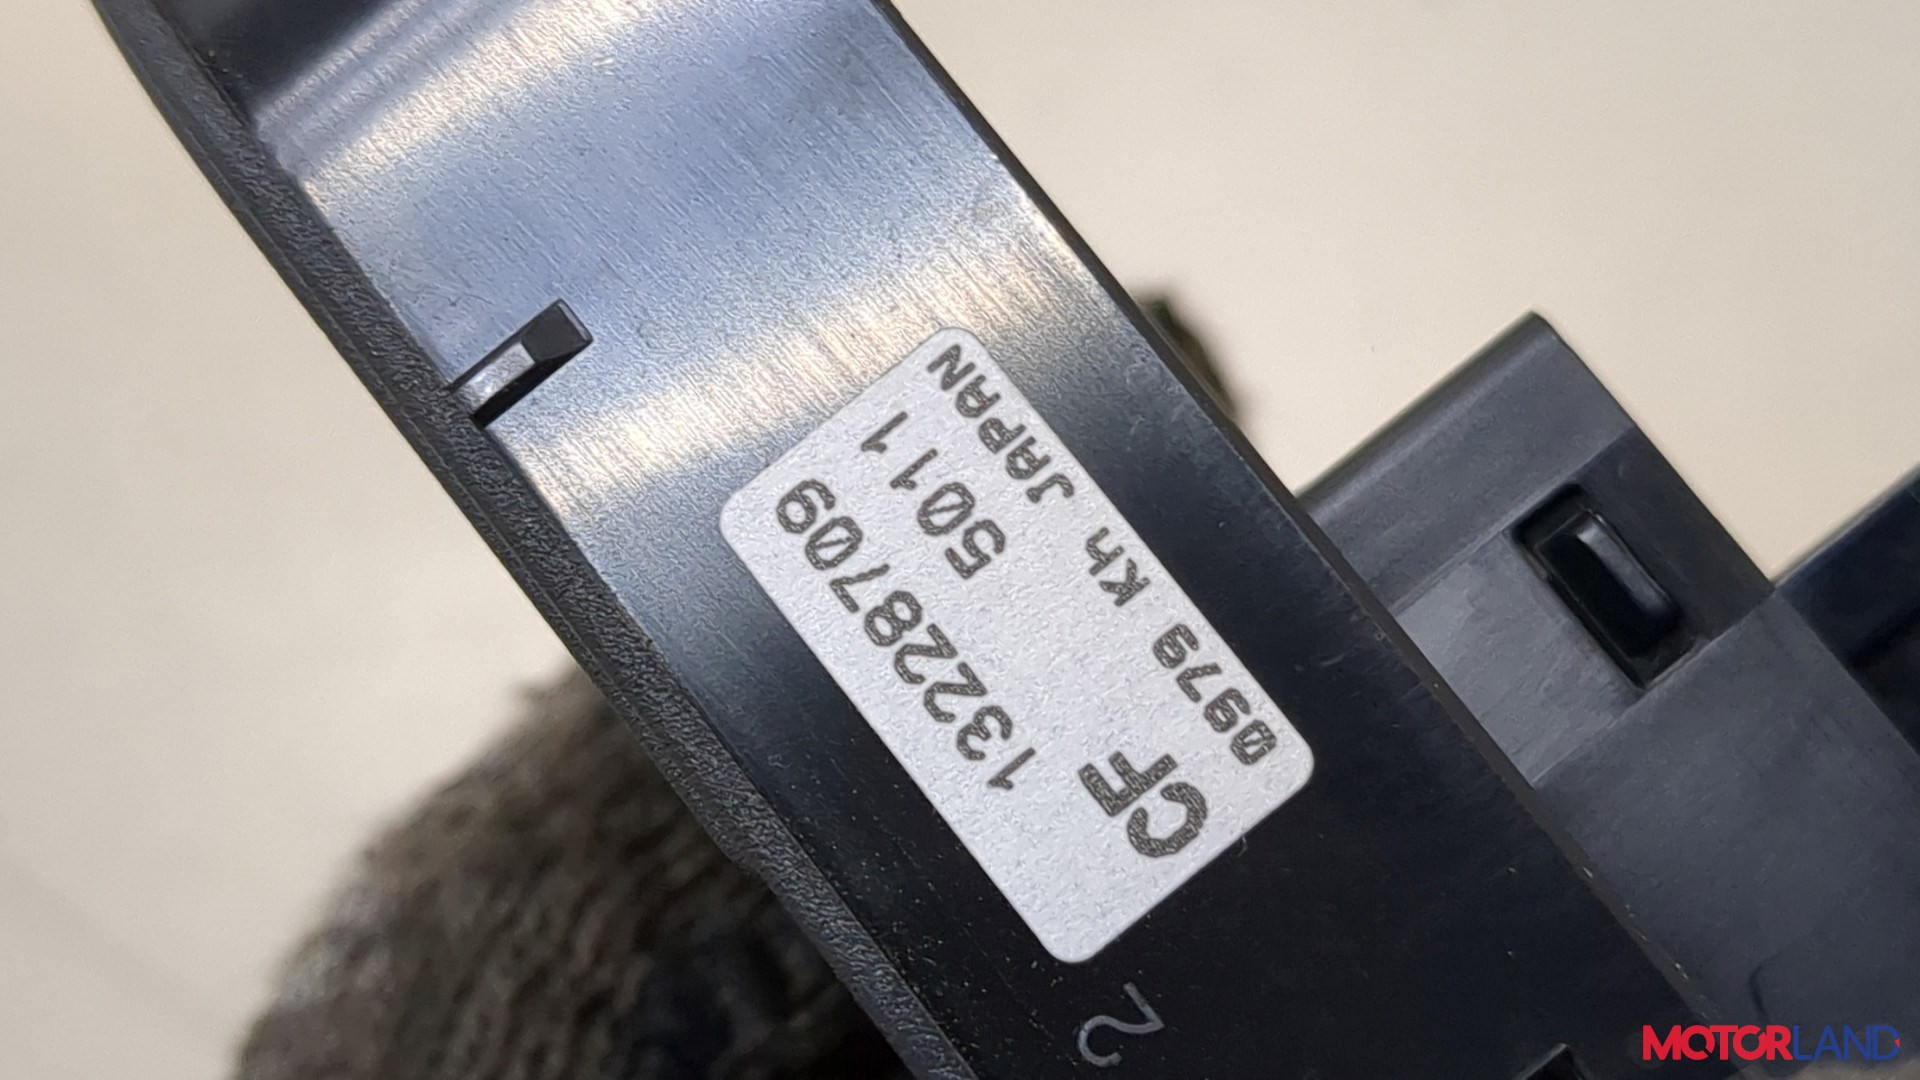 13228709
CF 5011
0979 Kh JAPAN
2
MOTORLAND